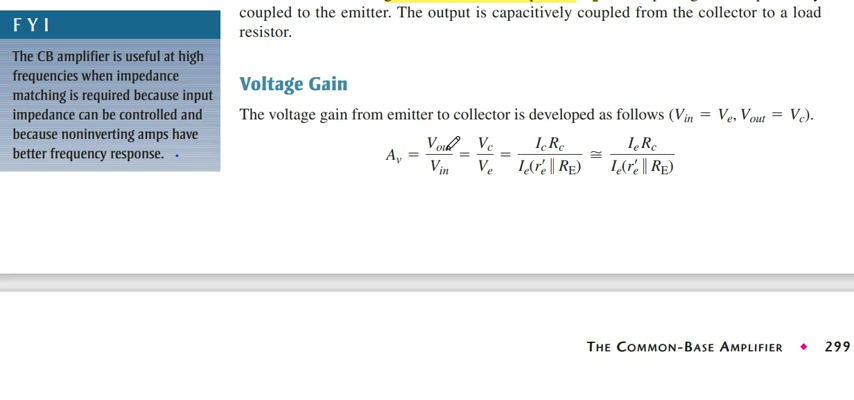 coupled to the emitter. The output is capacitively coupled from the collector to a load
resistor.
FYI
The CB amplifier is useful at high
frequencies when impedance
matching is required because input
impedance can be controlled and
because noninverting amps have
better frequency response.
Voltage Gain
The voltage gain from emitter to collector is developed as follows (Vin = Ve, Vout = Vc).
Av = Vout/Vin = Vc/Ve = IcRc/Ie(r′e ∥ RE) ≅ IeRc/Ie(r′e ∥ RE)
THE COMMON-BASE AMPLIFIER ◆ 299